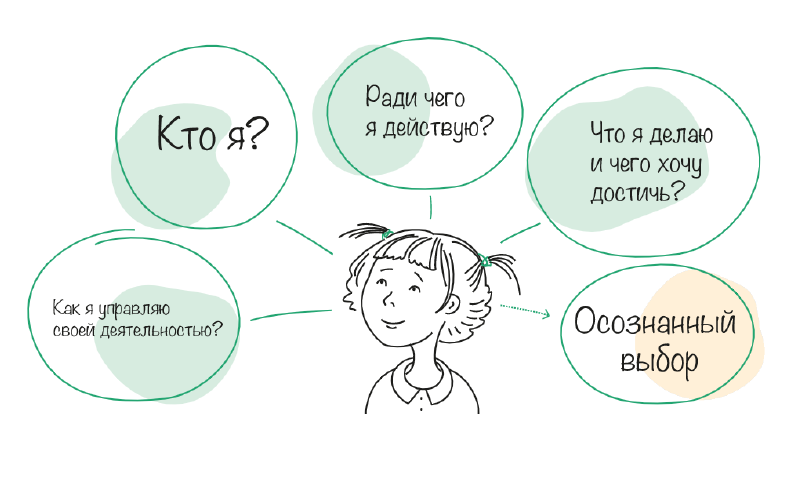 Кто я?
Ради чего
я действую?
Что я делаю
и чего хочу
достичь?
Как я управляю
своей деятельностью?
Осознанный
выбор